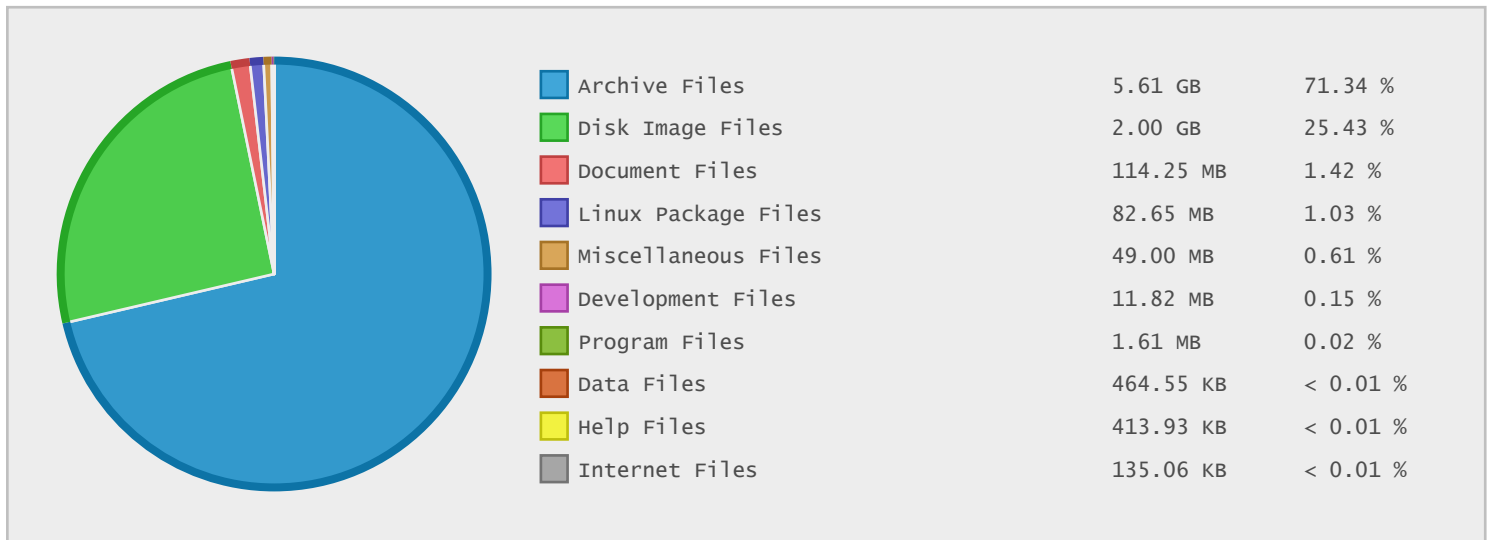 Archive Files 5.61 GB 71.34 %
Disk Image Files 2.00 GB 25.43 %
Document Files 114.25 MB 1.42 %
Linux Package Files 82.65 MB 1.03 %
Miscellaneous Files 49.00 MB 0.61 %
Development Files 11.82 MB 0.15 %
Program Files 1.61 MB 0.02 %
Data Files 464.55 KB < 0.01 %
Help Files 413.93 KB < 0.01 %
Internet Files 135.06 KB < 0.01 %